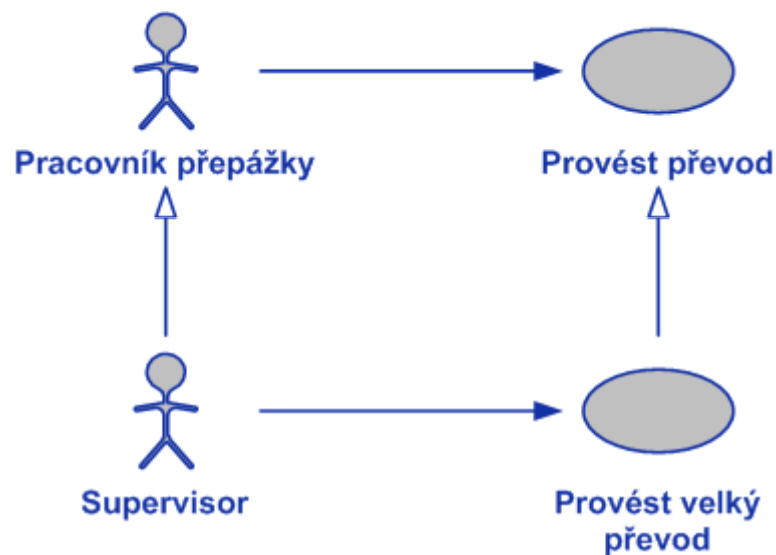 Pracovník přepážky
Provést převod
Supervisor
Provést velký
převod